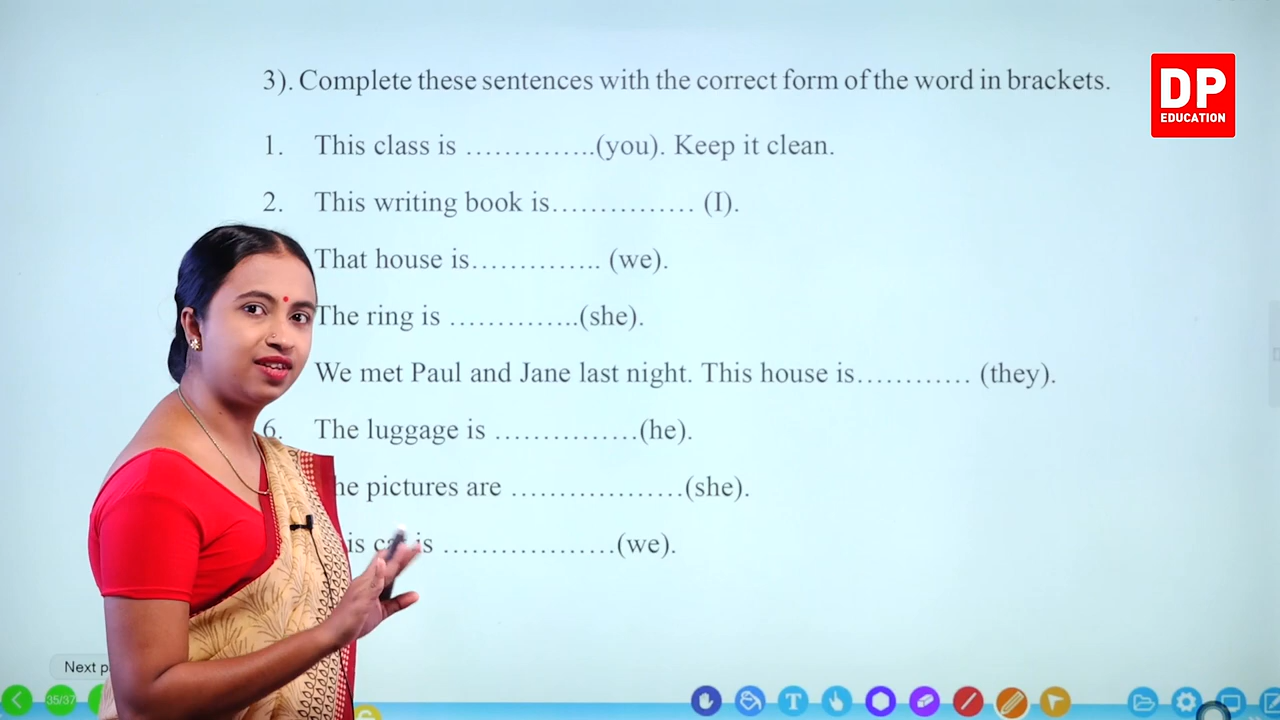 DP
EDUCATION
3). Complete these sentences with the correct form of the word in brackets.
1. This class is …………..(you). Keep it clean.
2. This writing book is…………… (I).
That house is………….. (we).
The ring is …………..(she).
We met Paul and Jane last night. This house is………… (they).
6. The luggage is ……………(he).
he pictures are ………………(she).
is ………………(we).
Next p
35/37